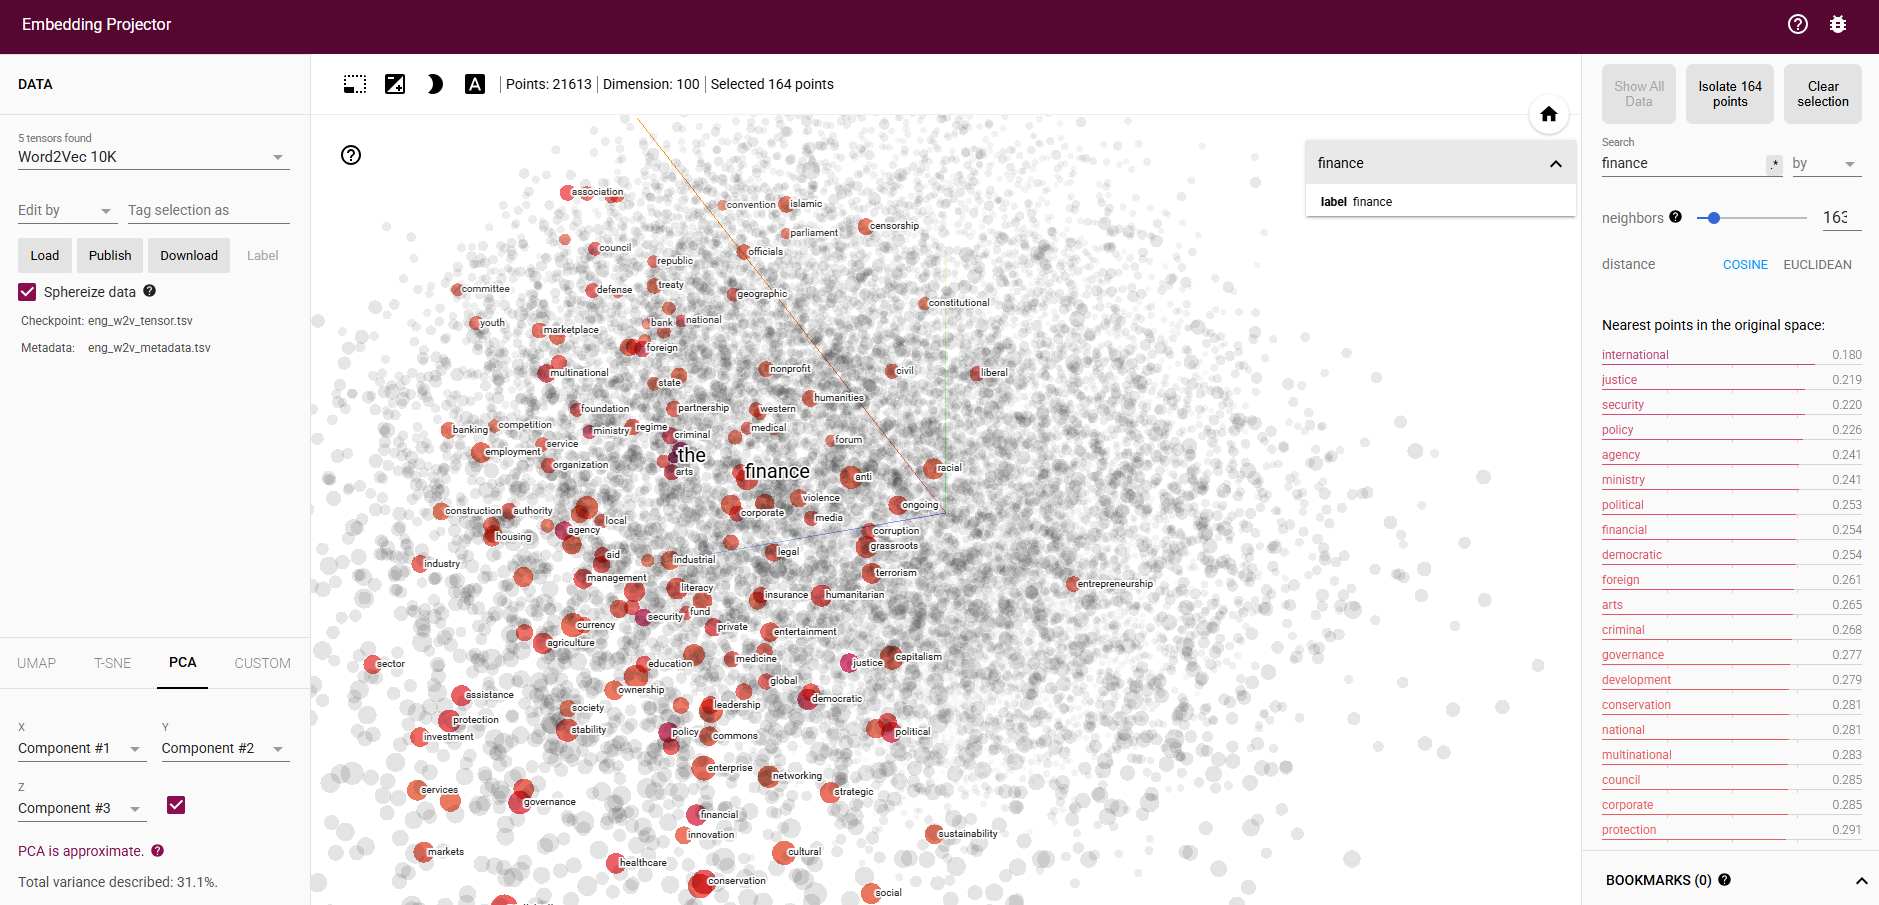 Embedding Projector
DATA
5 tensors found
Word2Vec 10K
Edit by
Tag selection as
Load
Publish
Download
Label
Sphereize data
Checkpoint: eng_w2v_tensor.tsv
Metadata: eng_w2v_metadata.tsv
UMAP
T-SNE
PCA
CUSTOM
X
Component #1
Y
Component #2
Z
Component #3
PCA is approximate.
Total variance described: 31.1%.
A
Points: 21613
Dimension: 100
Selected 164 points
finance
label finance
association
convention
islamic
censorship
parliament
council
officials
republic
treaty
committee
defense
geographic
constitutional
youth
bank
national
marketplace
foreign
multinational
nonprofit
civil
liberal
state
humanities
foundation
partnership
western
banking
competition
ministry
regime
criminal
medical
service
forum
employment
the
organization
arts
finance
racial
anti
violence
ongoing
construction
authority
local
corporate
media
agency
corruption
housing
grassroots
aid
legal
industry
industrial
terrorism
management
entrepreneurship
literacy
insurance
humanitarian
fund
security
currency
private
entertainment
agriculture
sector
education
medicine
justice
capitalism
global
ownership
assistance
democratic
society
leadership
protection
stability
policy
commons
political
investment
enterprise
networking
services
strategic
governance
financial
innovation
sustainability
markets
cultural
healthcare
conservation
social
Show All
Data
Isolate 164
points
Clear
selection
Search
finance
.*
by
neighbors
163
distance
COSINE
EUCLIDEAN
Nearest points in the original space:
international 0.180
justice 0.219
security 0.220
policy 0.226
agency 0.241
ministry 0.241
political 0.253
financial 0.254
democratic 0.254
foreign 0.261
arts 0.265
criminal 0.268
governance 0.277
development 0.279
conservation 0.281
national 0.281
multinational 0.283
council 0.285
corporate 0.285
protection 0.291
BOOKMARKS (0)